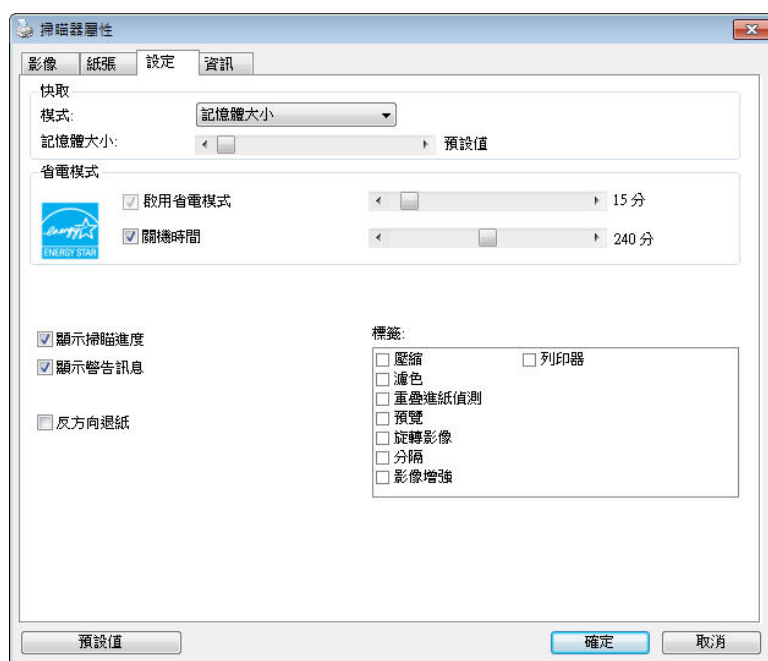 掃瞄器屬性
影像 紙張 設定 資訊
快取
模式: 記憶體大小
記憶體大小: 預設值
省電模式
啟用省電模式 15 分
energy
ENERGY STAR
關機時間 240 分
顯示掃瞄進度
顯示警告訊息
反方向退紙
標籤:
壓縮 列印器
濾色
重疊進紙偵測
預覽
旋轉影像
分隔
影像增強
預設值 確定 取消